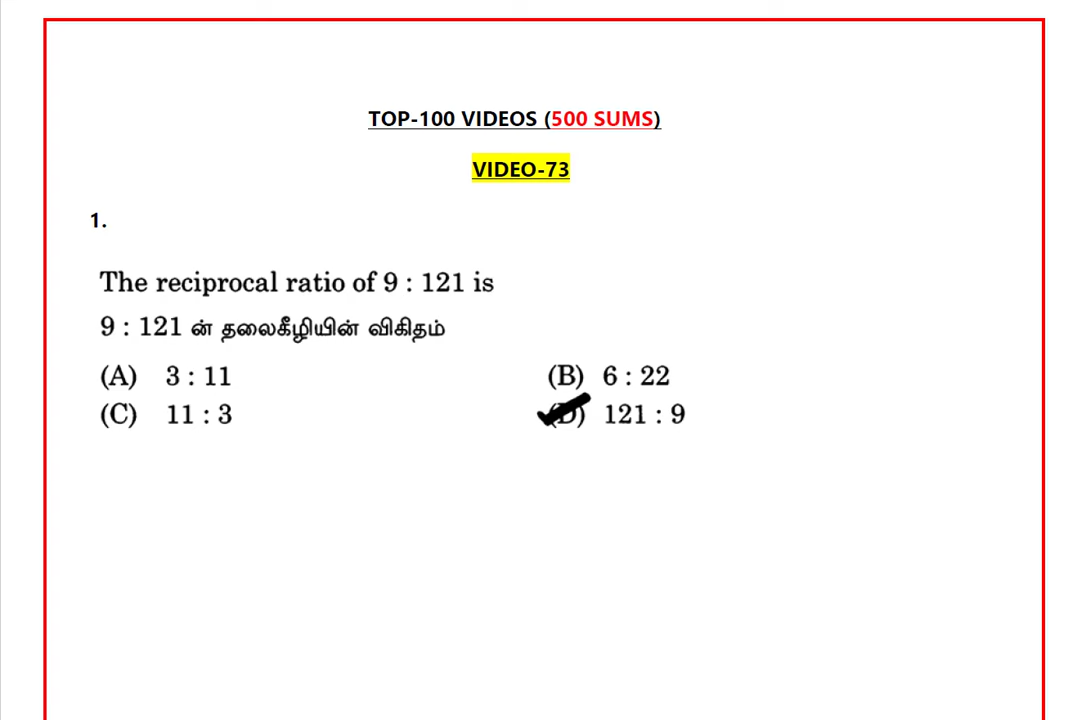 TOP-100 VIDEOS (500 SUMS)
VIDEO-73
1.
The reciprocal ratio of 9 : 121 is
9 : 121 ன் தலைகீழியின் விகிதம்
(A) 3 : 11 (B) 6 : 22
(C) 11 : 3 (D) 121 : 9